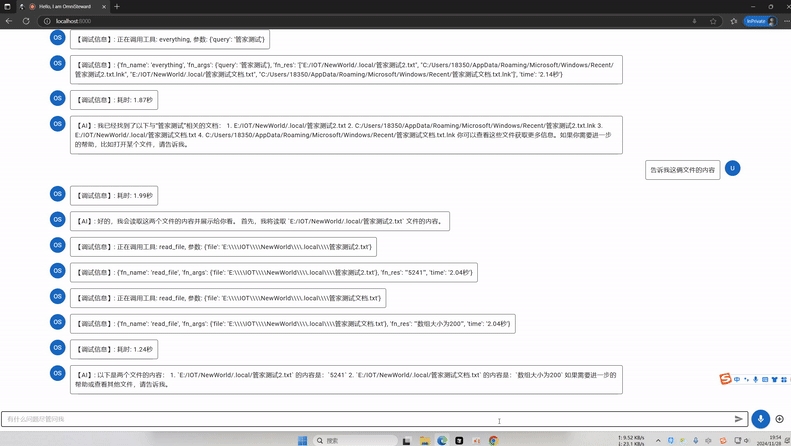 Hello, I am OmniSteward
localhost:8000
InPrivate
OS
【调试信息】: 正在调用工具: everything, 参数: {'query': '管家测试'}
OS
【调试信息】: {'fn_name': 'everything', 'fn_args': {'query': '管家测试'}, 'fn_res': '["E:/IOT/NewWorld/.local/管家测试2.txt", "C:/Users/18350/AppData/Roaming/Microsoft/Windows/Recent/
管家测试2.txt.lnk", "E:/IOT/NewWorld/.local/管家测试文档.txt", "C:/Users/18350/AppData/Roaming/Microsoft/Windows/Recent/管家测试文档.txt.lnk"]', 'time': '2.14秒'}
OS
【调试信息】: 耗时: 1.87秒
OS
【AI】: 我已经找到了以下与"管家测试"相关的文档: 1. E:/IOT/NewWorld/.local/管家测试2.txt 2. C:/Users/18350/AppData/Roaming/Microsoft/Windows/Recent/管家测试2.txt.lnk 3.
E:/IOT/NewWorld/.local/管家测试文档.txt 4. C:/Users/18350/AppData/Roaming/Microsoft/Windows/Recent/管家测试文档.txt.lnk 你可以查看这些文件获取更多信息。如果你需要进一步
的帮助，比如打开某个文件，请告诉我。
告诉我这俩文件的内容
U
OS
【调试信息】: 耗时: 1.99秒
OS
【AI】: 好的，我会读取这两个文件的内容并展示给你看。 首先，我将读取 `E:/IOT/NewWorld/.local/管家测试2.txt` 文件的内容。
OS
【调试信息】: 正在调用工具: read_file, 参数: {'file': 'E:\\\\IOT\\\\NewWorld\\\\.local\\\\管家测试2.txt'}
OS
【调试信息】: {'fn_name': 'read_file', 'fn_args': {'file': 'E:\\\\IOT\\\\NewWorld\\\\.local\\\\管家测试2.txt'}, 'fn_res': '"5241"', 'time': '2.04秒'}
OS
【调试信息】: 正在调用工具: read_file, 参数: {'file': 'E:\\\\IOT\\\\NewWorld\\\\.local\\\\管家测试文档.txt'}
OS
【调试信息】: {'fn_name': 'read_file', 'fn_args': {'file': 'E:\\\\IOT\\\\NewWorld\\\\.local\\\\管家测试文档.txt'}, 'fn_res': '"数组大小为200"', 'time': '2.04秒'}
OS
【调试信息】: 耗时: 1.24秒
OS
【AI】: 以下是两个文件的内容: 1. `E:/IOT/NewWorld/.local/管家测试2.txt` 的内容是: `5241` 2. `E:/IOT/NewWorld/.local/管家测试文档.txt` 的内容是: `数组大小为200` 如果需要进一步的
帮助或查看其他文件，请告诉我。
中
有什么问题尽管问我
搜索
19:54
2024/11/28